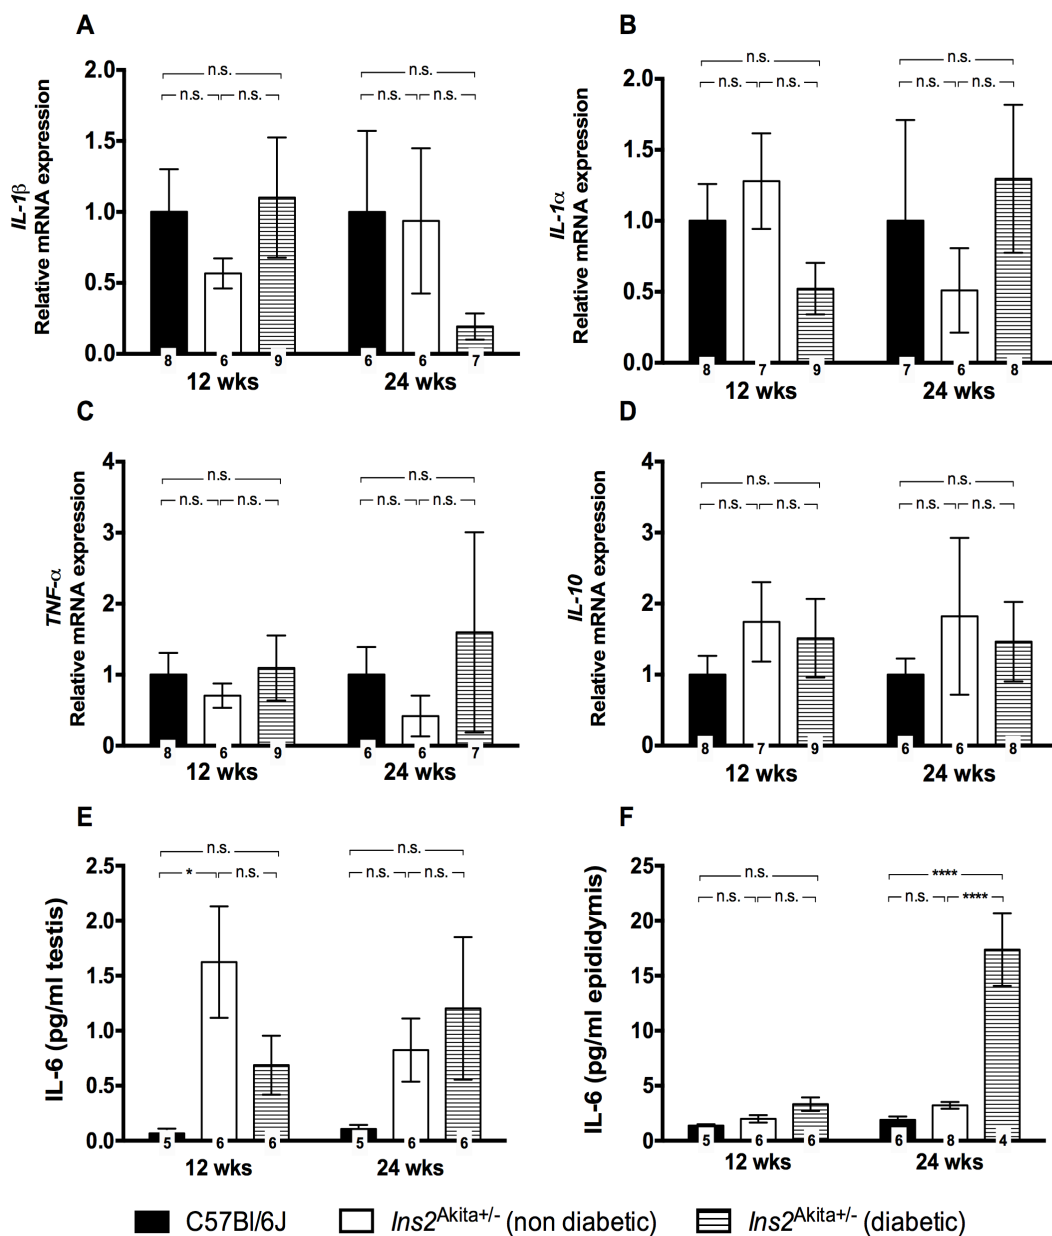 A
IL-1β
Relative mRNA expression
2.0
1.5
1.0
0.5
0.0
n.s.
n.s.
n.s.
n.s.
n.s.
n.s.
8
6
9
6
6
7
12 wks
24 wks
B
IL-1α
Relative mRNA expression
2.0
1.5
1.0
0.5
0.0
n.s.
n.s.
n.s.
n.s.
n.s.
n.s.
8
7
9
7
6
8
12 wks
24 wks
C
TNF-α
Relative mRNA expression
4
3
2
1
0
n.s.
n.s.
n.s.
n.s.
n.s.
n.s.
8
6
9
6
6
7
12 wks
24 wks
D
IL-10
Relative mRNA expression
4
3
2
1
0
n.s.
n.s.
n.s.
n.s.
n.s.
n.s.
8
7
9
6
6
8
12 wks
24 wks
E
IL-6 (pg/ml testis)
2.5
2.0
1.5
1.0
0.5
0.0
n.s.
*
n.s.
n.s.
n.s.
n.s.
5
6
6
5
6
6
12 wks
24 wks
F
IL-6 (pg/ml epididymis)
25
20
15
10
5
0
n.s.
n.s.
n.s.
****
n.s.
****
5
6
6
6
8
4
12 wks
24 wks
C57Bl/6J
Ins2Akita+/- (non diabetic)
Ins2Akita+/- (diabetic)